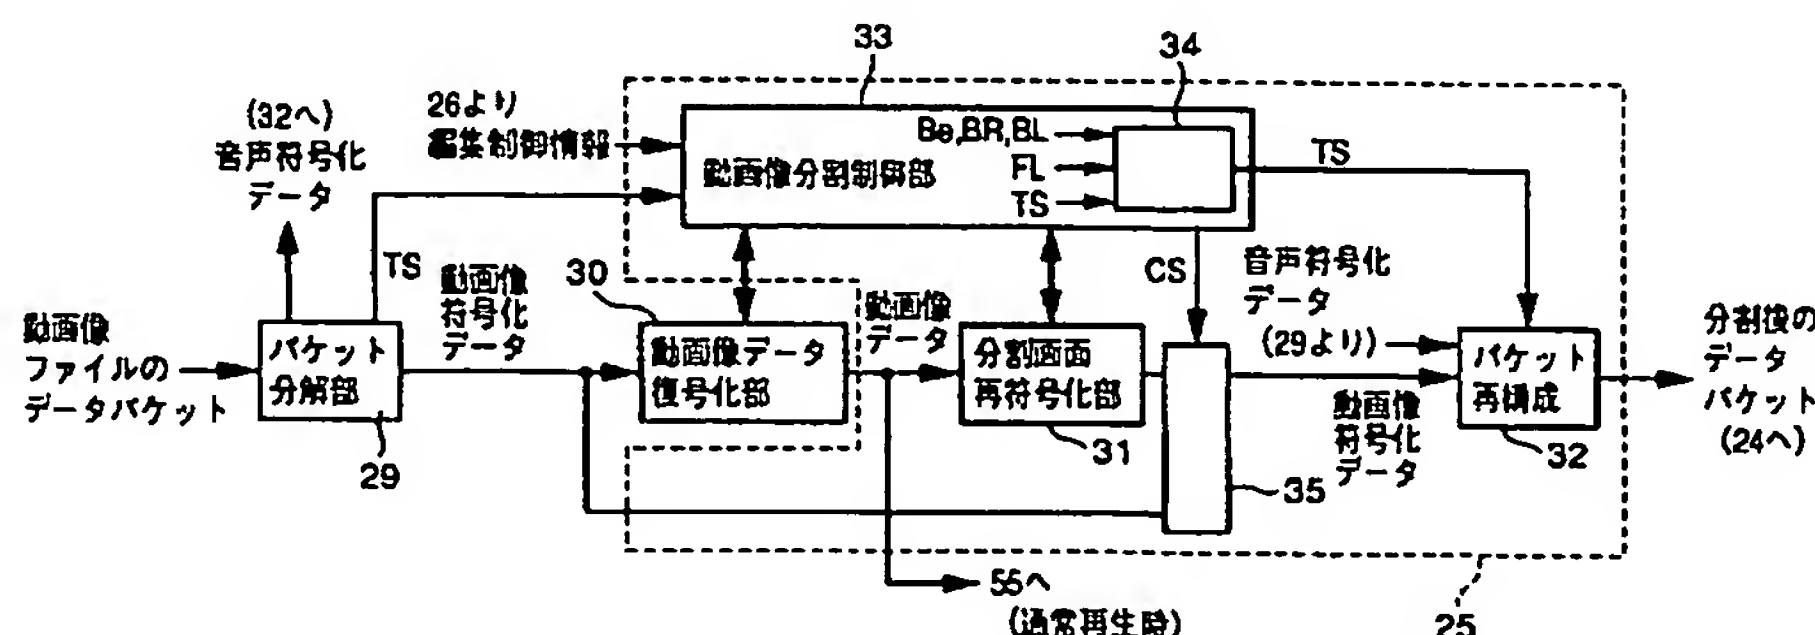 33
34
(32へ)
音声符号化
データ
26より
編集制御情報
Be,BR,BL
FL
TS
動画像分割制御部
TS
TS
動画像
符号化
データ
30
CS
音声符号化
データ
(29より)
動画像
ファイルの
データパケット
パケット
分解部
29
動画像データ
復号化部
動画像
データ
分割画面
再符号化部
31
35
動画像
符号化
データ
パケット
再構成
32
分割後の
データ
パケット
(24へ)
55へ
(通常再生時)
25